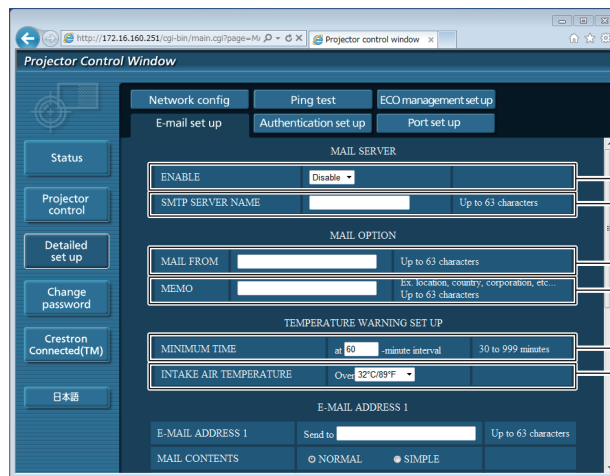 http://172.16.160.251/cgi-bin/main.cgi?page=M
Projector control window
Projector Control Window
Network config
Ping test
ECO management set up
E-mail set up
Authentication set up
Port set up
Status
Projector
control
Detailed
set up
Change
password
Crestron
Connected(TM)
日本語
MAIL SERVER
ENABLE Disable
SMTP SERVER NAME Up to 63 characters
MAIL OPTION
MAIL FROM Up to 63 characters
MEMO Ex. location, country, corporation, etc...
Up to 63 characters
TEMPERATURE WARNING SET UP
MINIMUM TIME at 60 -minute interval 30 to 999 minutes
INTAKE AIR TEMPERATURE Over 32°C/89°F
E-MAIL ADDRESS 1
E-MAIL ADDRESS 1 Send to Up to 63 characters
MAIL CONTENTS NORMAL SIMPLE